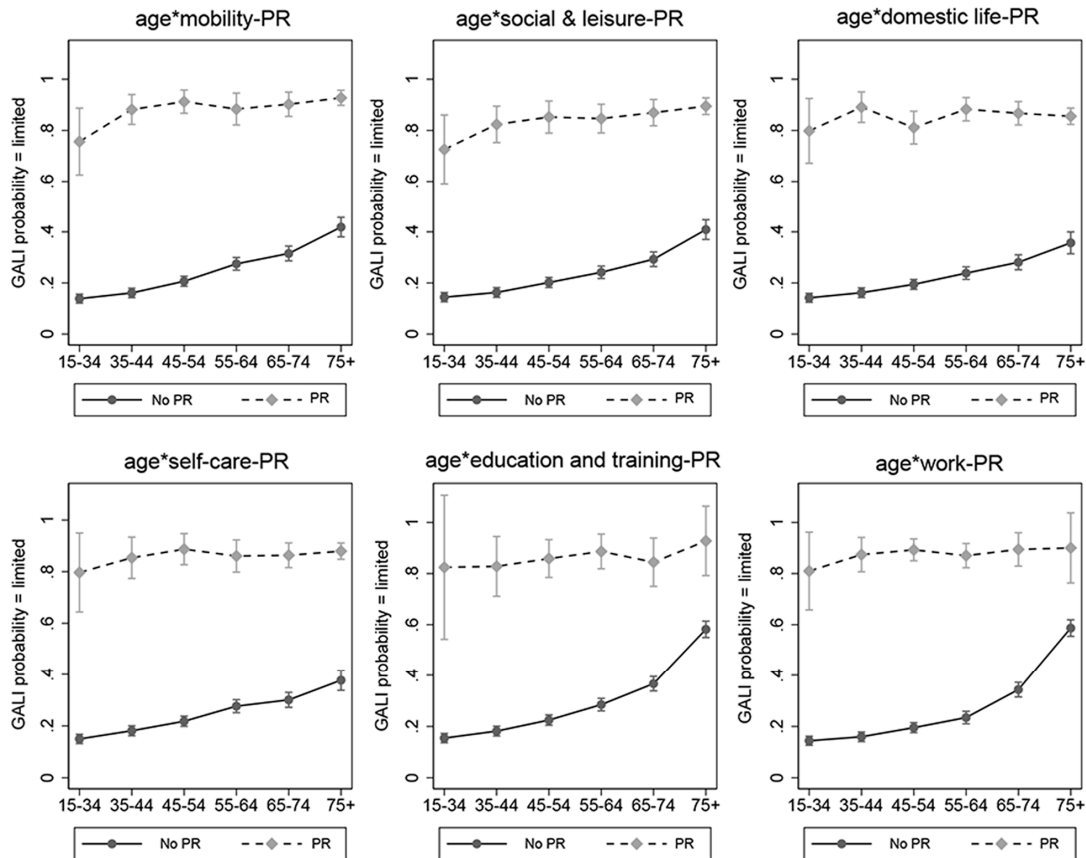 age*mobility-PR
GALI probability = limited
0 .2 .4 .6 .8 1
15-34 35-44 45-54 55-64 65-74 75+
No PR PR
age*social & leisure-PR
GALI probability = limited
0 .2 .4 .6 .8 1
15-34 35-44 45-54 55-64 65-74 75+
No PR PR
age*domestic life-PR
GALI probability = limited
0 .2 .4 .6 .8 1
15-34 35-44 45-54 55-64 65-74 75+
No PR PR
age*self-care-PR
GALI probability = limited
0 .2 .4 .6 .8 1
15-34 35-44 45-54 55-64 65-74 75+
No PR PR
age*education and training-PR
GALI probability = limited
0 .2 .4 .6 .8 1
15-34 35-44 45-54 55-64 65-74 75+
No PR PR
age*work-PR
GALI probability = limited
0 .2 .4 .6 .8 1
15-34 35-44 45-54 55-64 65-74 75+
No PR PR